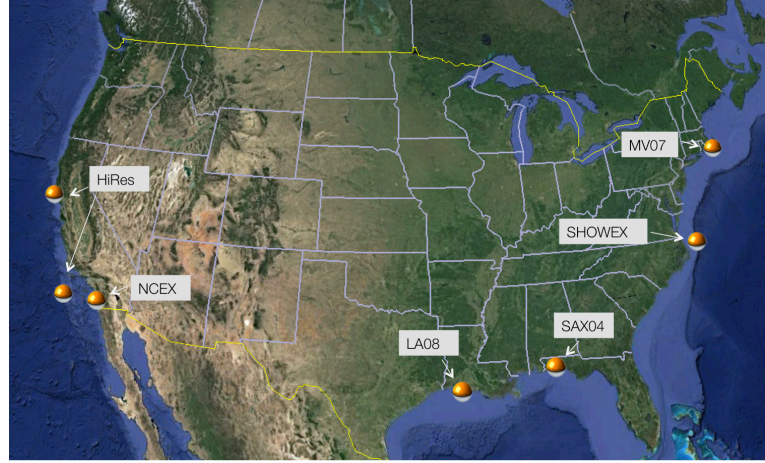 MV07
HiRes
SHOWEX
NCEX
SAX04
LA08